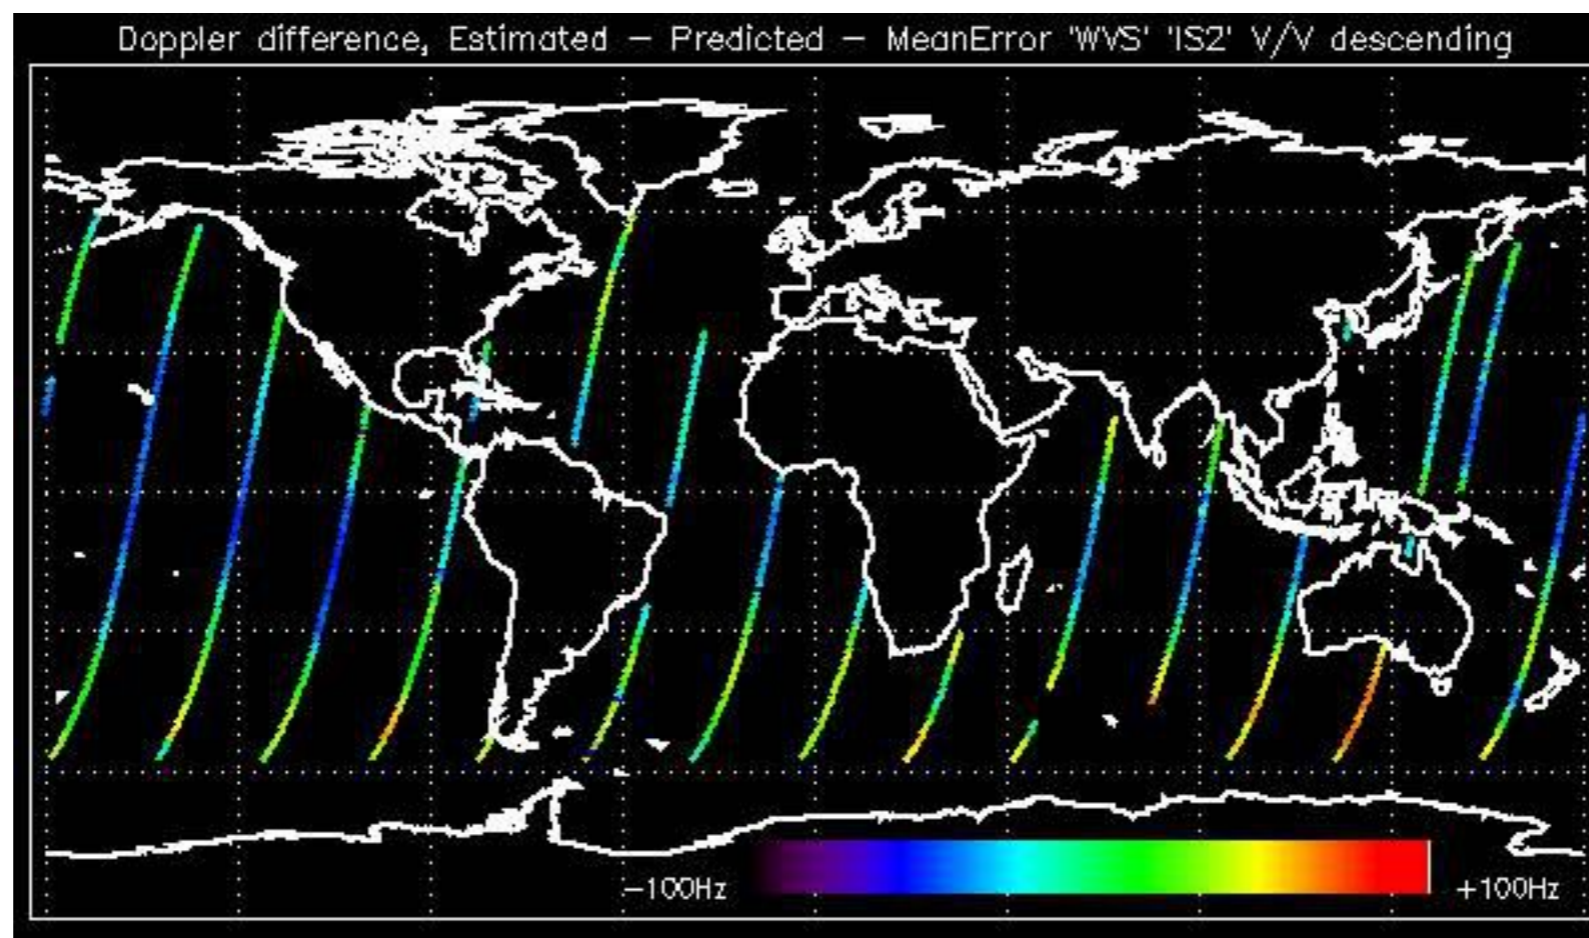 Doppler difference, Estimated – Predicted – MeanError 'WVS' 'IS2' V/V descending
−100Hz
+100Hz